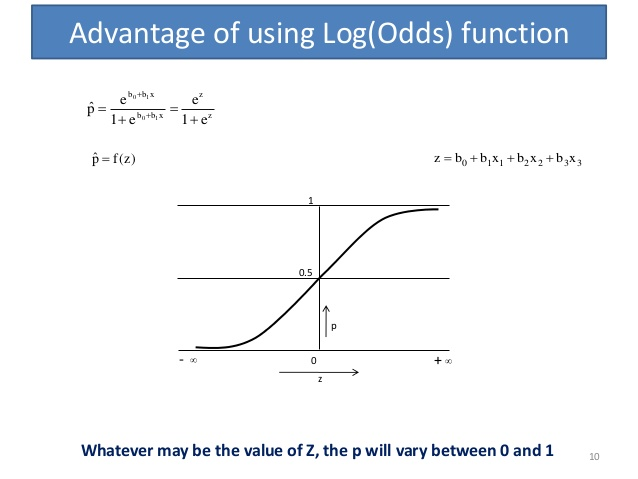 Advantage of using Log(Odds) function
p̂ = e^(b₀+b₁x) / 1+e^(b₀+b₁x) = e^z / 1+e^z
p̂ = f(z)
z = b₀ + b₁x₁ + b₂x₂ + b₃x₃
1
0.5
p
- ∞ 0 + ∞
z
Whatever may be the value of Z, the p will vary between 0 and 1
10